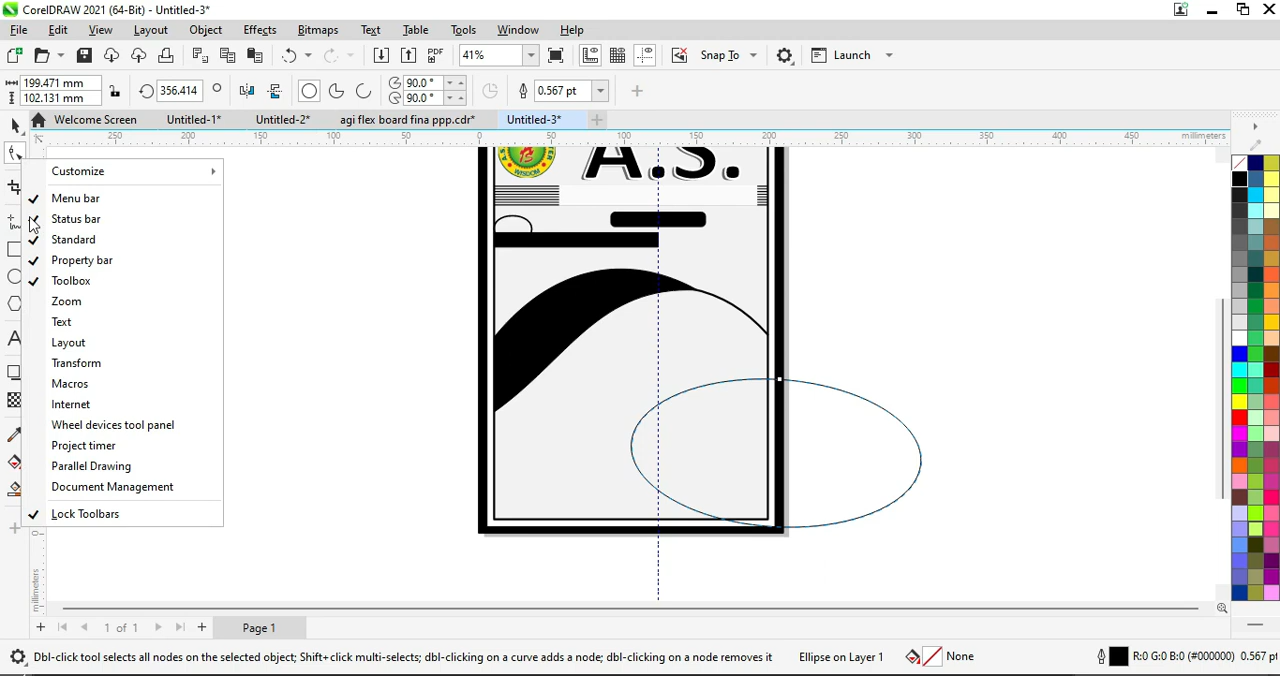 CorelDRAW 2021 (64-Bit) - Untitled-3*
File Edit View Layout Object Effects Bitmaps Text Table Tools Window Help
PDF 41% Snap To Launch
199.471 mm
102.131 mm
356.414 °
90.0 °
90.0 °
0.567 pt
Welcome Screen Untitled-1* Untitled-2* agi flex board fina ppp.cdr* Untitled-3*
250 200 150 100 50 0 50 100 150 200 250 300 350 400 450 millimeters
Customize
Menu bar
Status bar
Standard
Property bar
Toolbox
Zoom
Text
Layout
Transform
Macros
Internet
Wheel devices tool panel
Project timer
Parallel Drawing
Document Management
Lock Toolbars
A.S.
WISDOM
0
millimeters
1 of 1 Page 1
Dbl-click tool selects all nodes on the selected object; Shift+click multi-selects; dbl-clicking on a curve adds a node; dbl-clicking on a node removes it
Ellipse on Layer 1
None
R:0 G:0 B:0 (#000000) 0.567 pt